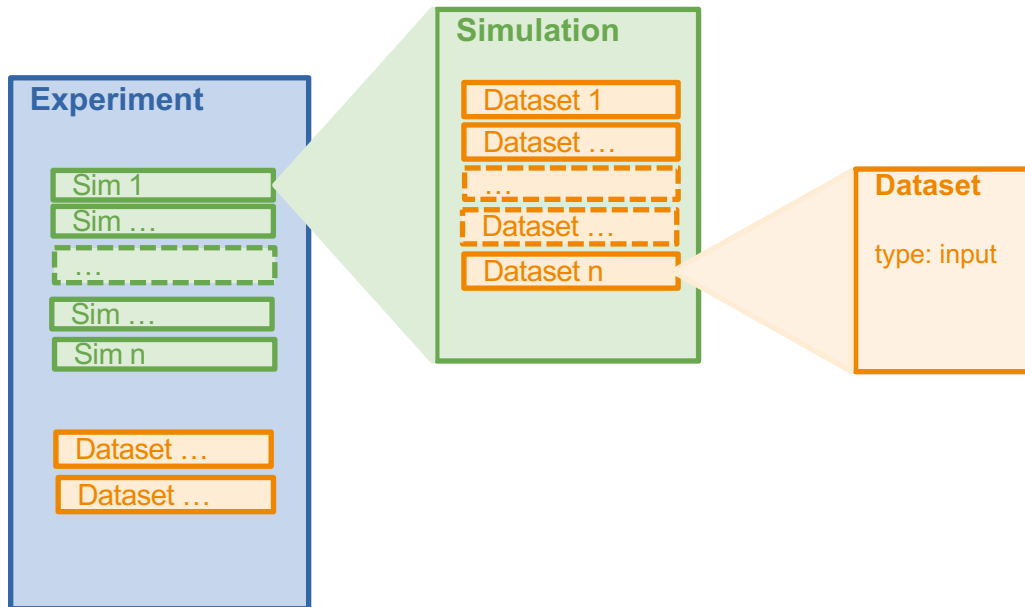 Experiment
Sim 1
Sim …
…
Sim …
Sim n
Dataset …
Dataset …
Simulation
Dataset 1
Dataset …
…
Dataset …
Dataset n
Dataset
type: input